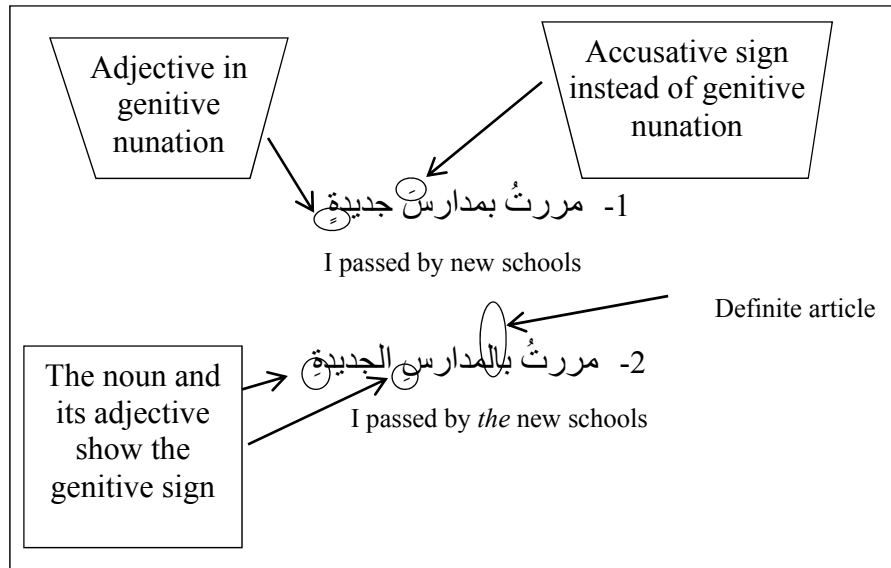 Adjective in
genitive
nunation
Accusative sign
instead of genitive
nunation
1- مررتُ بمدارسَ جديدةٍ
I passed by new schools
Definite article
2- مررتُ بالمدارسِ الجديدةِ
I passed by the new schools
The noun and
its adjective
show the
genitive sign